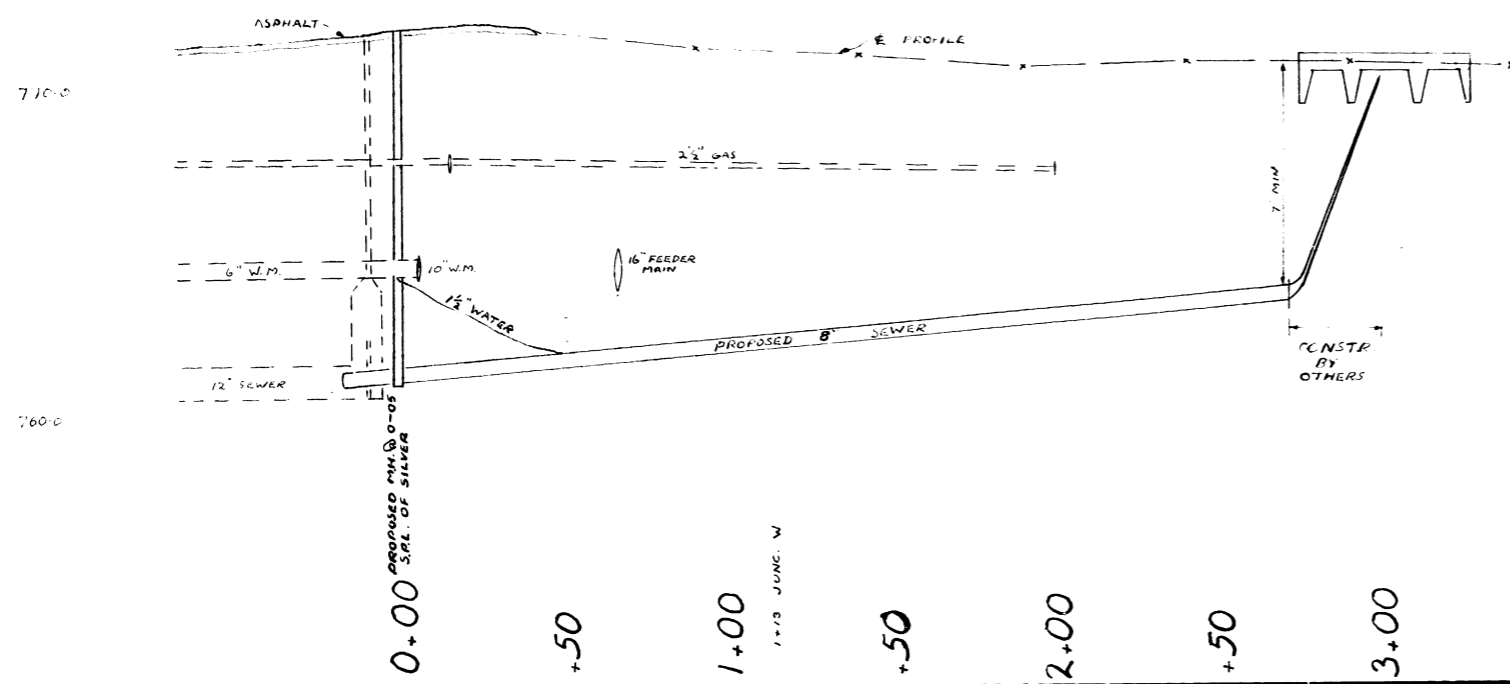 ASPHALT
℄ PROFILE
770.0
2½" GAS
7' MIN
6" W.M.
10" W.M.
16" FEEDER
MAIN
1½" WATER
PROPOSED 8" SEWER
CONSTR.
BY
OTHERS
12" SEWER
760.0
PROPOSED M.H. @ 0-05
S.P.L. OF SILVER
1+13 JUNC. W
0+00
+50
1+00
+50
2+00
+50
3+00